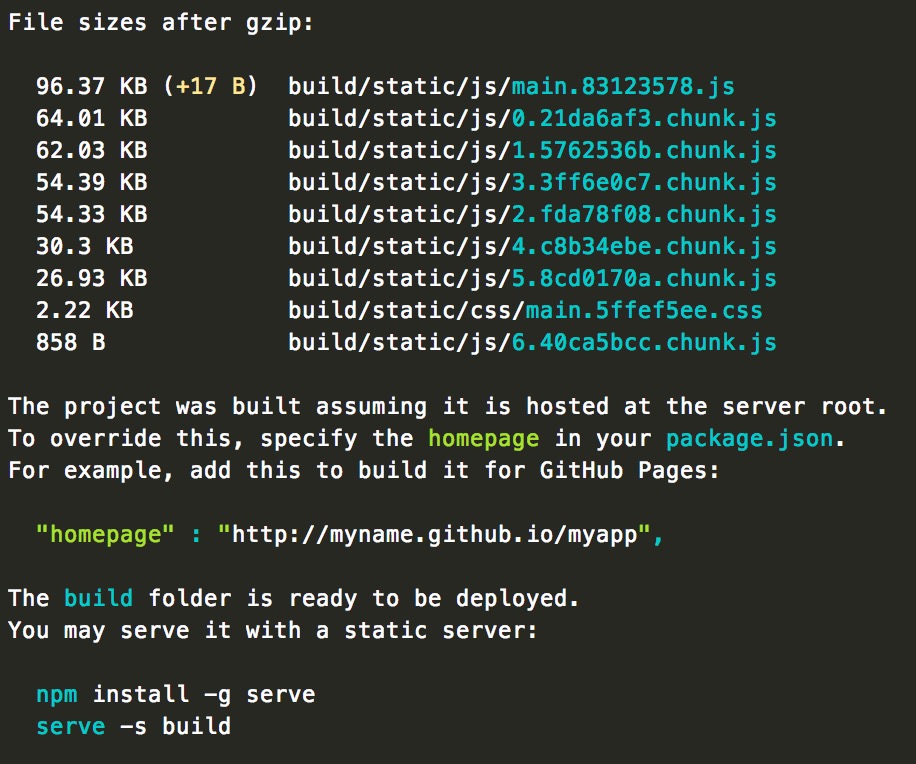 File sizes after gzip:
96.37 KB (+17 B)  build/static/js/main.83123578.js
64.01 KB          build/static/js/0.21da6af3.chunk.js
62.03 KB          build/static/js/1.5762536b.chunk.js
54.39 KB          build/static/js/3.3ff6e0c7.chunk.js
54.33 KB          build/static/js/2.fda78f08.chunk.js
30.3 KB           build/static/js/4.c8b34ebe.chunk.js
26.93 KB          build/static/js/5.8cd0170a.chunk.js
2.22 KB           build/static/css/main.5ffef5ee.css
858 B             build/static/js/6.40ca5bcc.chunk.js
The project was built assuming it is hosted at the server root.
To override this, specify the homepage in your package.json.
For example, add this to build it for GitHub Pages:
"homepage" : "http://myname.github.io/myapp",
The build folder is ready to be deployed.
You may serve it with a static server:
npm install -g serve
serve -s build